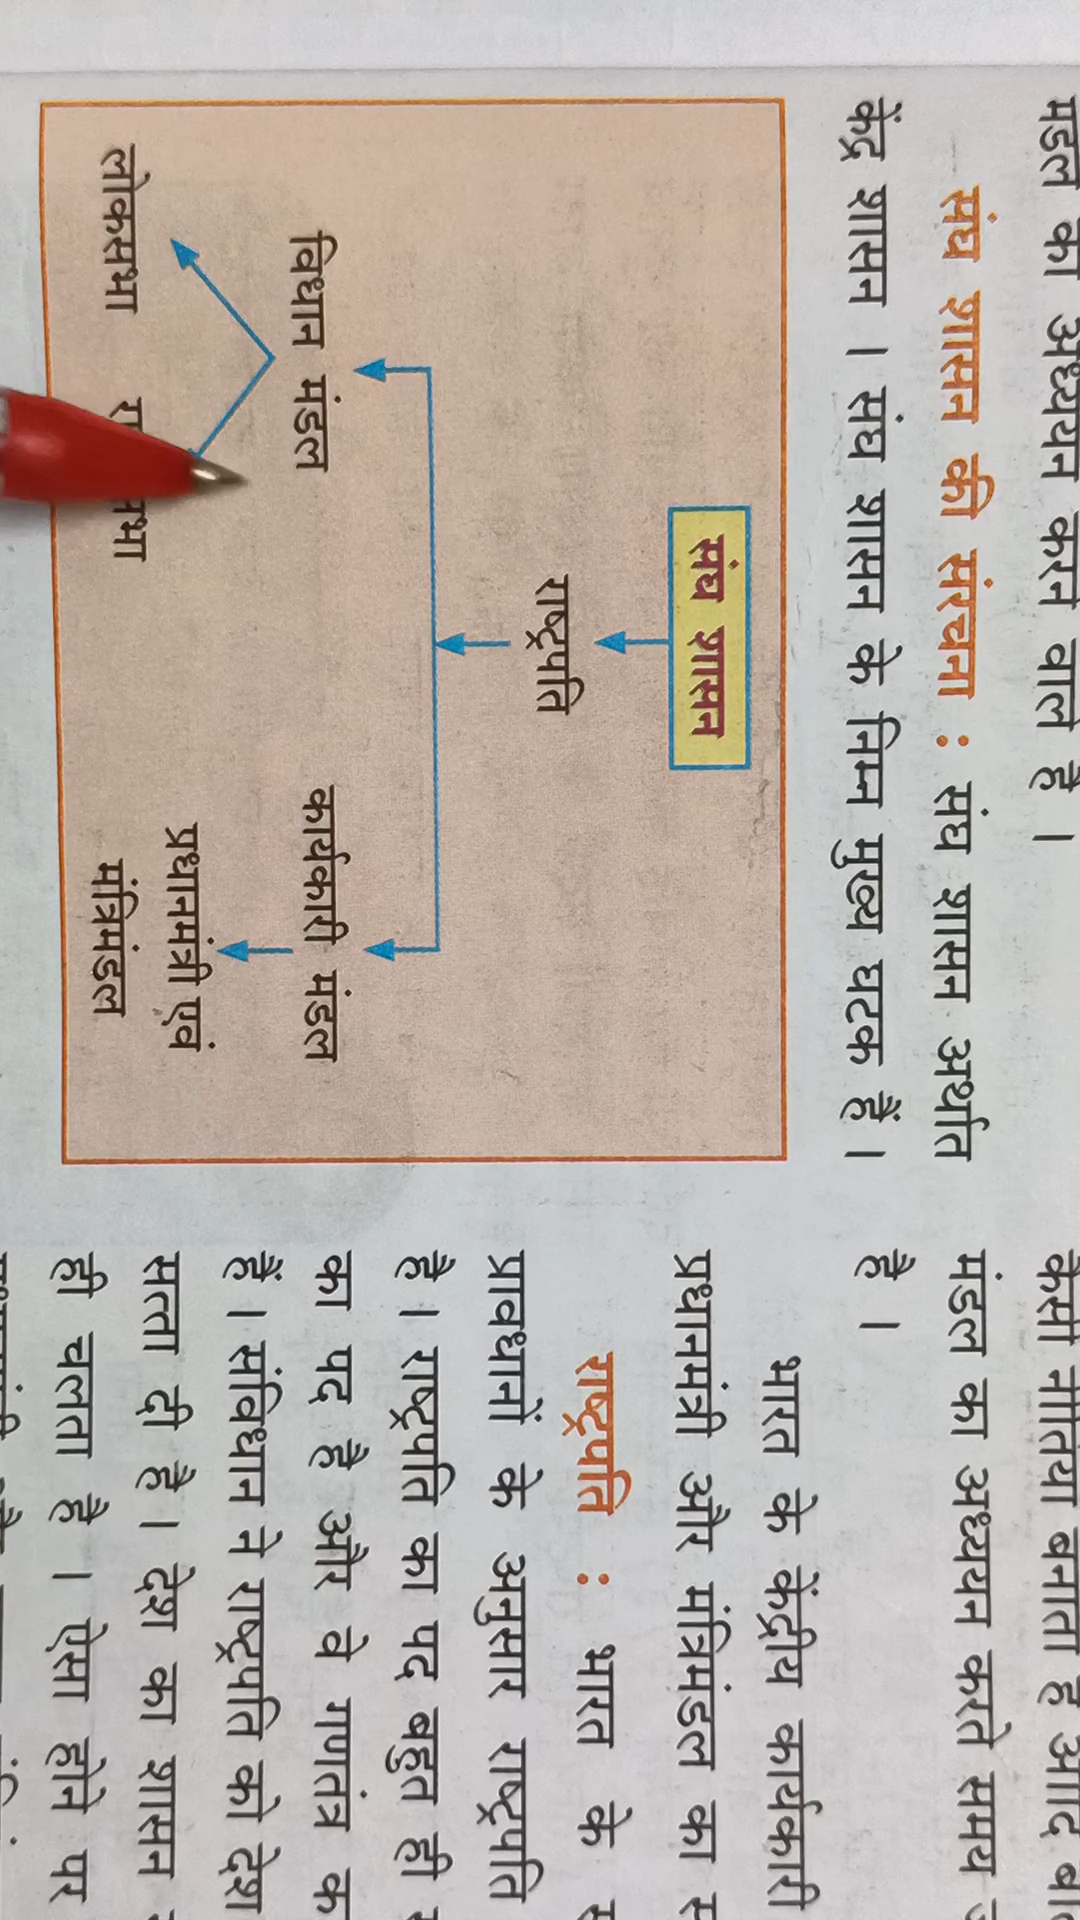 मंडल का अध्ययन करने वाले हैं ।
संघ शासन की संरचना : संघ शासन अर्थात
केंद्र शासन । संघ शासन के निम्न मुख्य घटक हैं ।
संघ शासन
राष्ट्रपति
विधान मंडल
कार्यकारी मंडल
लोकसभा
प्रधानमंत्री एवं
मंत्रिमंडल
मंडल का अध्ययन करते समय
है ।
भारत के केंद्रीय कार्यकारी
प्रधानमंत्री और मंत्रिमंडल का
राष्ट्रपति : भारत के
प्रावधानों के अनुसार राष्ट्रपति
है । राष्ट्रपति का पद बहुत ही
का पद है और वे गणतंत्र
हैं । संविधान ने राष्ट्रपति को देश
सत्ता दी है । देश का शासन
ही चलता है । ऐसा होने पर